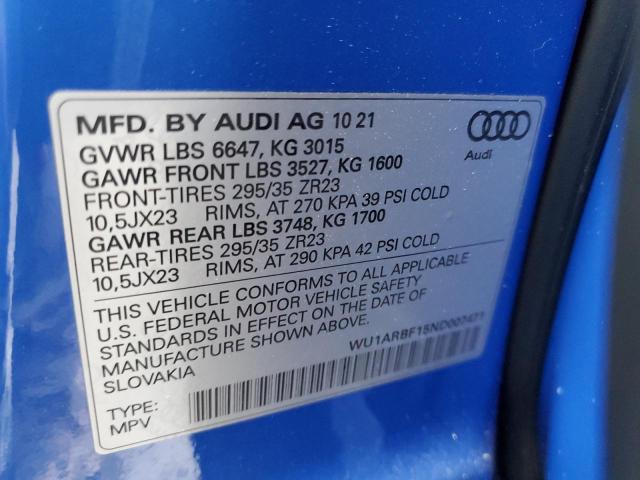 MFD. BY AUDI AG 10 21
GVWR LBS 6647, KG 3015
GAWR FRONT LBS 3527, KG 1600
FRONT-TIRES 295/35 ZR23
10,5JX23 RIMS, AT 270 KPA 39 PSI COLD
GAWR REAR LBS 3748, KG 1700
REAR-TIRES 295/35 ZR23
10,5JX23 RIMS, AT 290 KPA 42 PSI COLD
Audi
THIS VEHICLE CONFORMS TO ALL APPLICABLE
U.S. FEDERAL MOTOR VEHICLE SAFETY
STANDARDS IN EFFECT ON THE DATE OF
MANUFACTURE SHOWN ABOVE.
SLOVAKIA
TYPE:
MPV